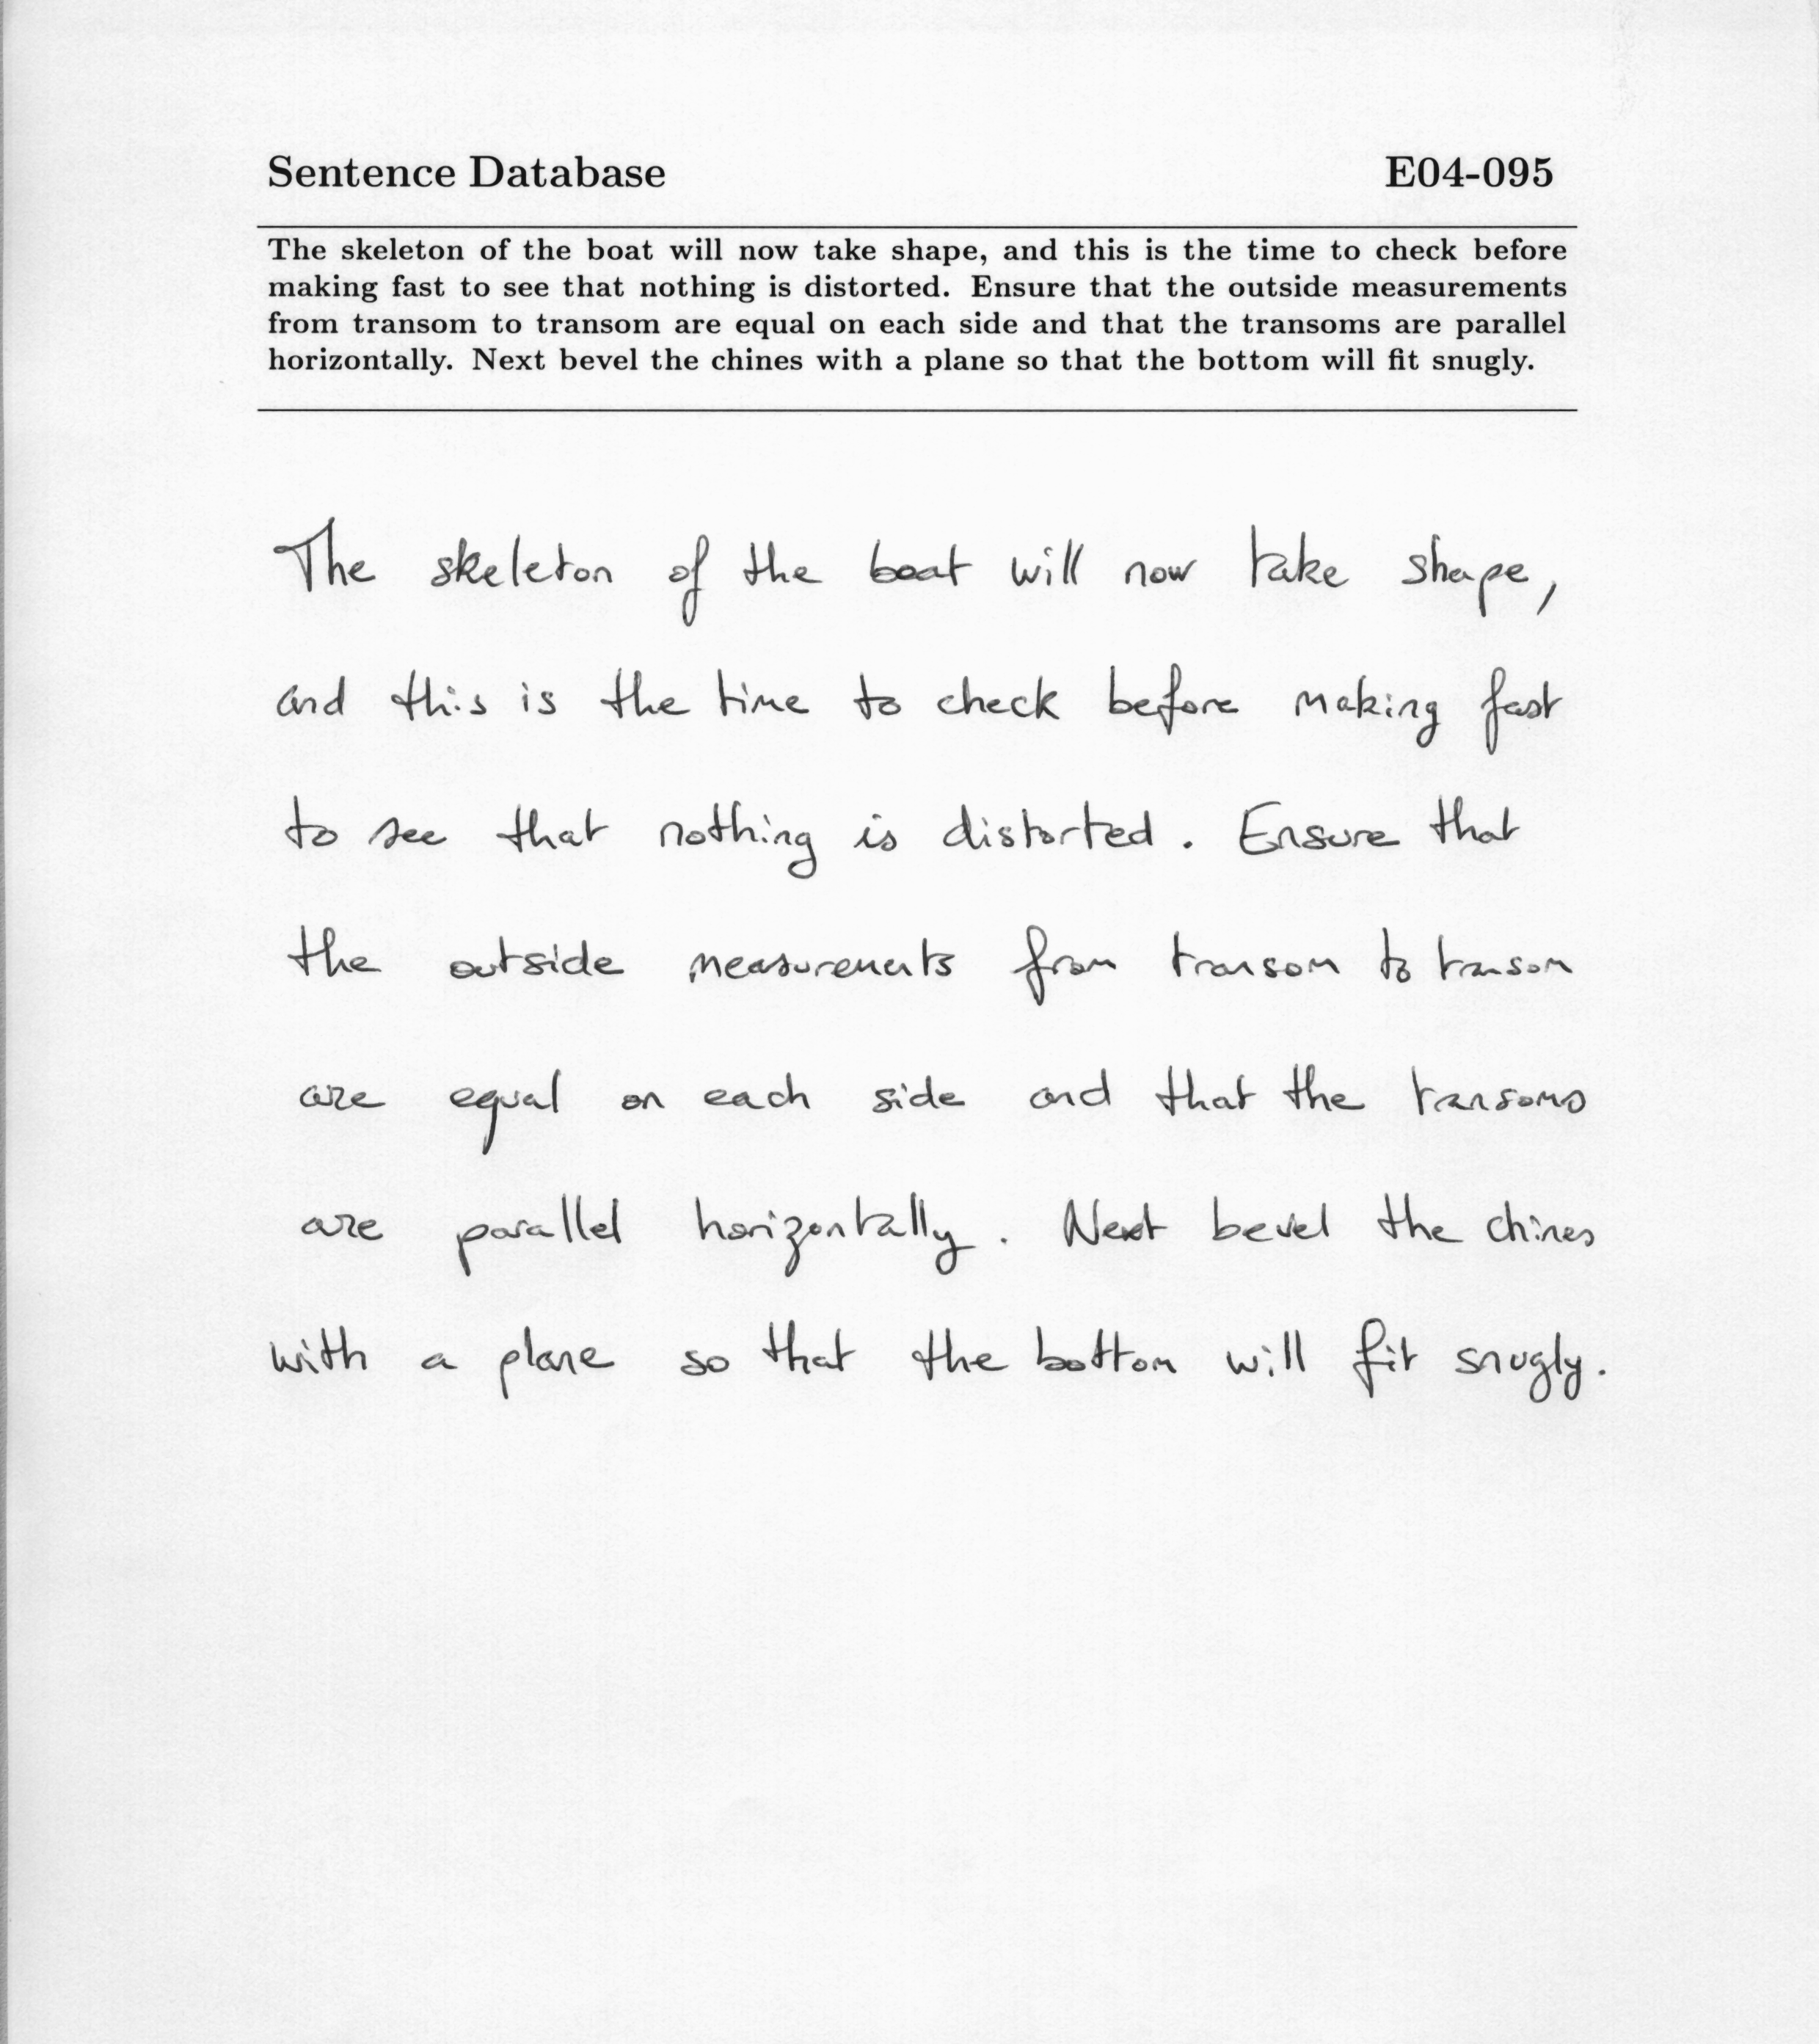 Sentence Database E04-095
The skeleton of the boat will now take shape, and this is the time to check before
making fast to see that nothing is distorted. Ensure that the outside measurements
from transom to transom are equal on each side and that the transoms are parallel
horizontally. Next bevel the chines with a plane so that the bottom will fit snugly.
The skeleton of the boat will now take shape,
and this is the time to check before making fast
to see that nothing is distorted. Ensure that
the outside measurements from transom to transom
are equal on each side and that the transoms
are parallel horizontally. Next bevel the chines
with a plane so that the bottom will fit snugly.